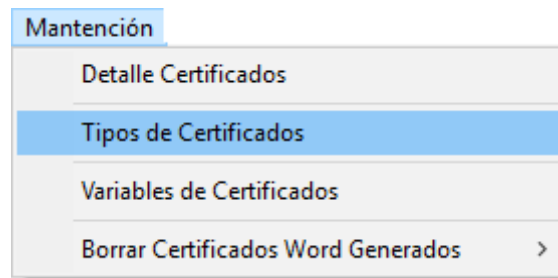 Mantención
Detalle Certificados
Tipos de Certificados
Variables de Certificados
Borrar Certificados Word Generados